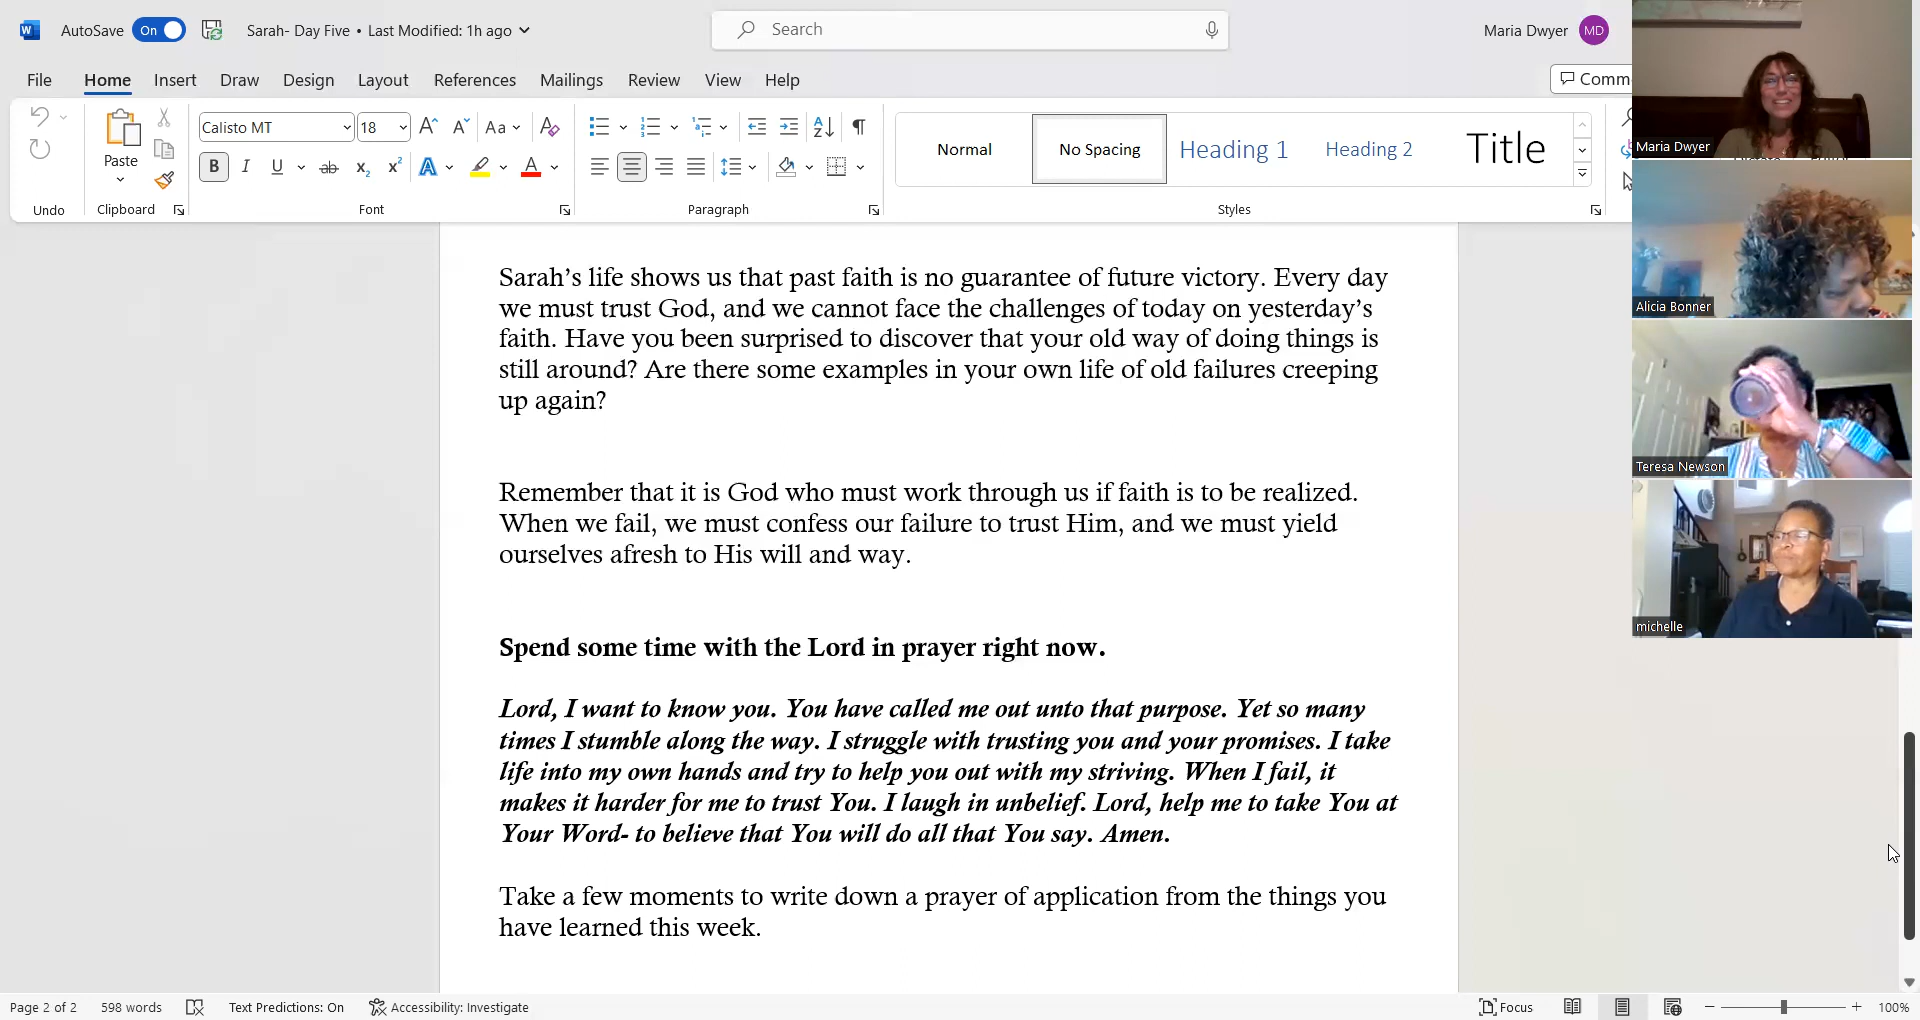 AutoSave On Sarah- Day Five • Last Modified: 1h ago Search Maria Dwyer MD
File Home Insert Draw Design Layout References Mailings Review View Help Comm
Calisto MT 18 Aa
Paste
B I U ab x₂ x² A A
Normal No Spacing Heading 1 Heading 2 Title
Undo Clipboard Font Paragraph Styles
Sarah’s life shows us that past faith is no guarantee of future victory. Every day
we must trust God, and we cannot face the challenges of today on yesterday’s
faith. Have you been surprised to discover that your old way of doing things is
still around? Are there some examples in your own life of old failures creeping
up again?
Remember that it is God who must work through us if faith is to be realized.
When we fail, we must confess our failure to trust Him, and we must yield
ourselves afresh to His will and way.
Spend some time with the Lord in prayer right now.
Lord, I want to know you. You have called me out unto that purpose. Yet so many
times I stumble along the way. I struggle with trusting you and your promises. I take
life into my own hands and try to help you out with my striving. When I fail, it
makes it harder for me to trust You. I laugh in unbelief. Lord, help me to take You at
Your Word- to believe that You will do all that You say. Amen.
Take a few moments to write down a prayer of application from the things you
have learned this week.
Maria Dwyer
Alicia Bonner
Teresa Newson
michelle
Page 2 of 2 598 words Text Predictions: On Accessibility: Investigate Focus 100%